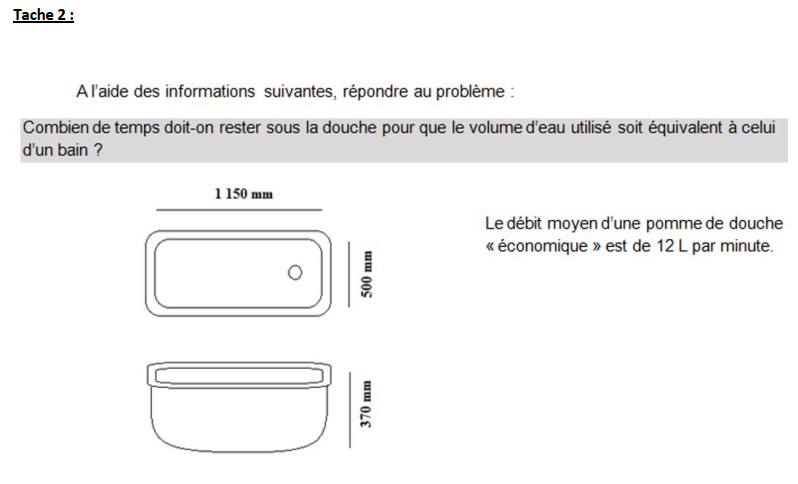 Tache 2 :
A l'aide des informations suivantes, répondre au problème :
Combien de temps doit-on rester sous la douche pour que le volume d'eau utilisé soit équivalent à celui
d'un bain ?
1 150 mm
500 mm
Le débit moyen d'une pomme de douche
« économique » est de 12 L par minute.
370 mm